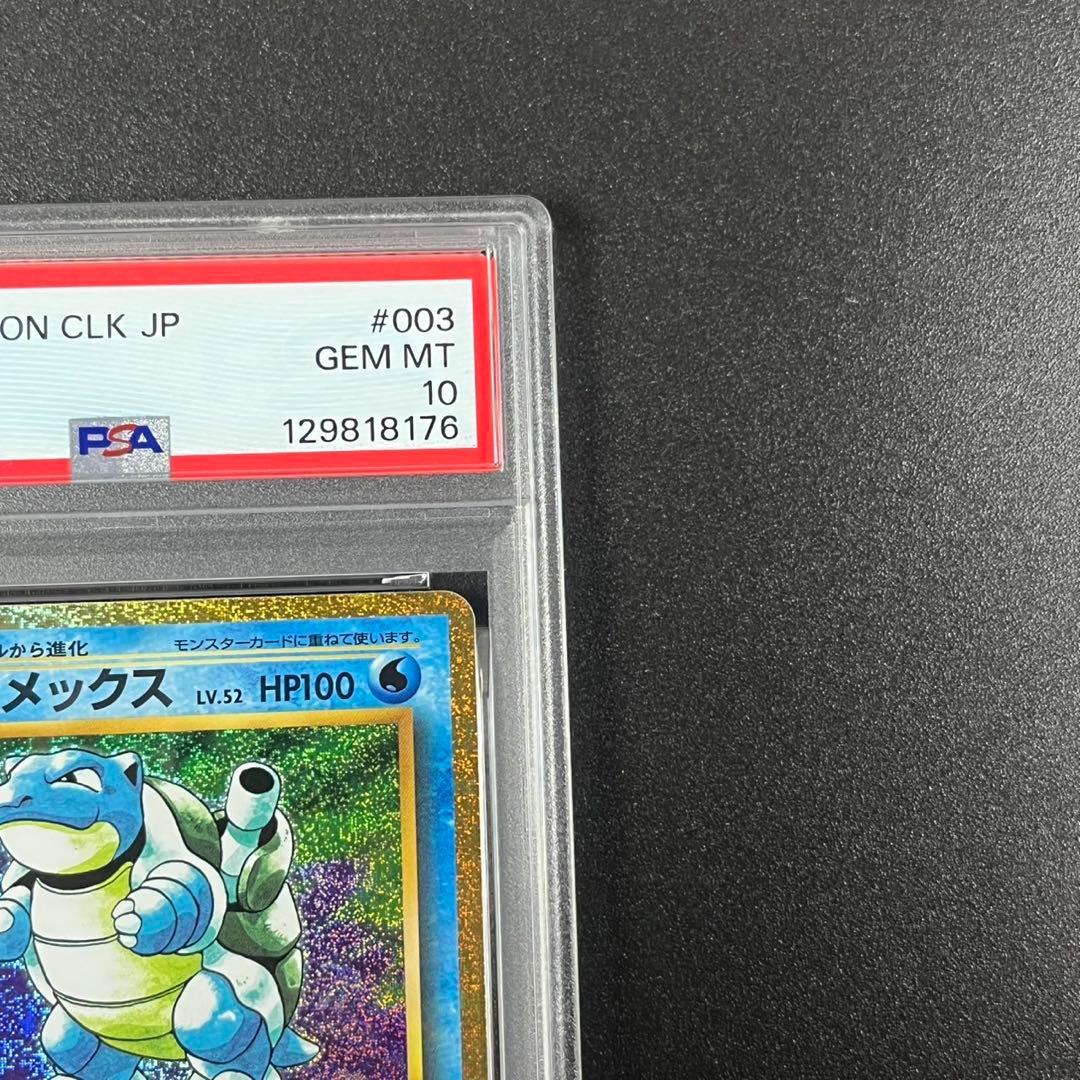 ON CLK JP
#003
GEM MT
10
PSA
129818176
ルから進化
モンスターカードに重ねて使います。
メックス LV.52 HP100